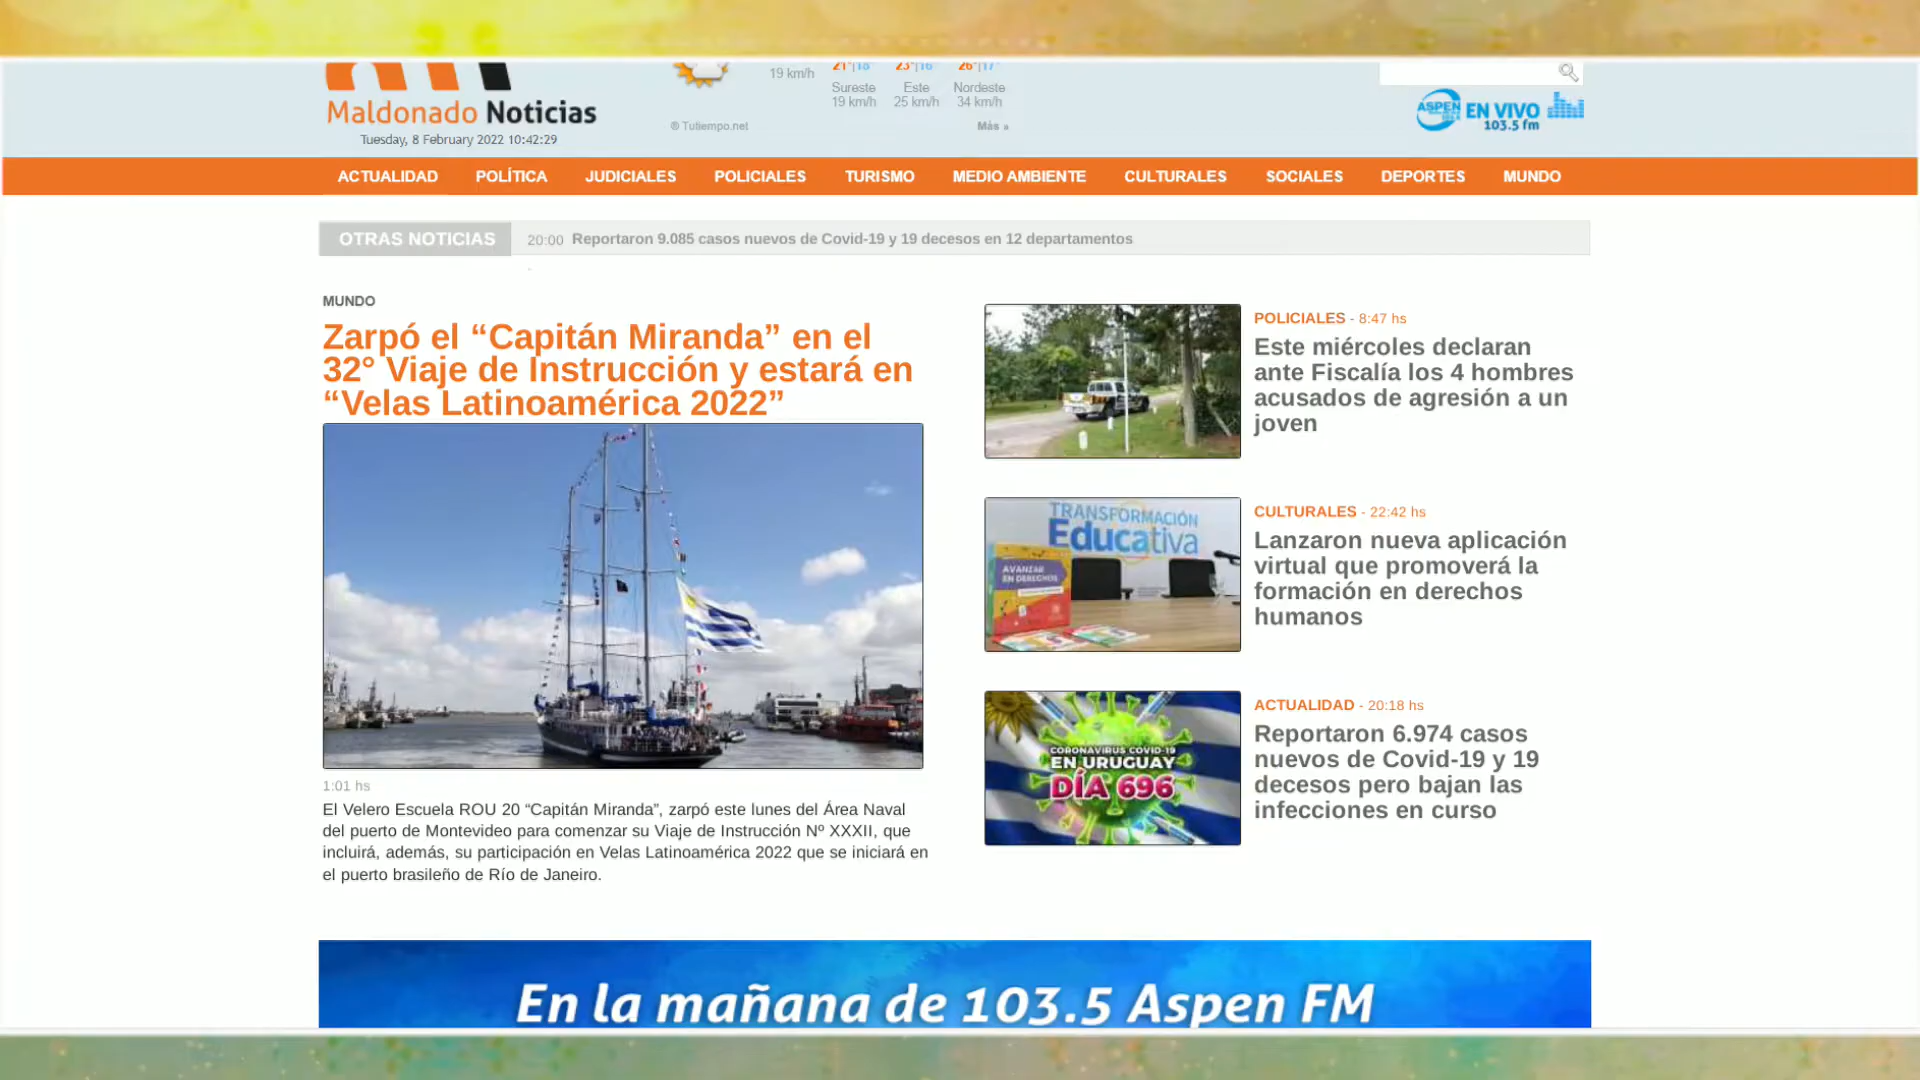 21°|18° 23°|16° 26°|17°
19 km/h
Sureste Este Nordeste
19 km/h 25 km/h 34 km/h
© Tutiempo.net Más »
Maldonado Noticias
Tuesday, 8 February 2022 10:42:29
ASPEN EN VIVO
103.5 fm
ACTUALIDAD POLÍTICA JUDICIALES POLICIALES TURISMO MEDIO AMBIENTE CULTURALES SOCIALES DEPORTES MUNDO
OTRAS NOTICIAS 20:00 Reportaron 9.085 casos nuevos de Covid-19 y 19 decesos en 12 departamentos
MUNDO
Zarpó el “Capitán Miranda” en el
32° Viaje de Instrucción y estará en
“Velas Latinoamérica 2022”
1:01 hs
El Velero Escuela ROU 20 “Capitán Miranda”, zarpó este lunes del Área Naval
del puerto de Montevideo para comenzar su Viaje de Instrucción Nº XXXII, que
incluirá, además, su participación en Velas Latinoamérica 2022 que se iniciará en
el puerto brasileño de Río de Janeiro.
POLICIALES - 8:47 hs
Este miércoles declaran
ante Fiscalía los 4 hombres
acusados de agresión a un
joven
TRANSFORMACIÓN
Educativa
AVANZAR
EN DERECHOS
CULTURALES - 22:42 hs
Lanzaron nueva aplicación
virtual que promoverá la
formación en derechos
humanos
CORONAVIRUS COVID-19
EN URUGUAY
DÍA 696
ACTUALIDAD - 20:18 hs
Reportaron 6.974 casos
nuevos de Covid-19 y 19
decesos pero bajan las
infecciones en curso
En la mañana de 103.5 Aspen FM